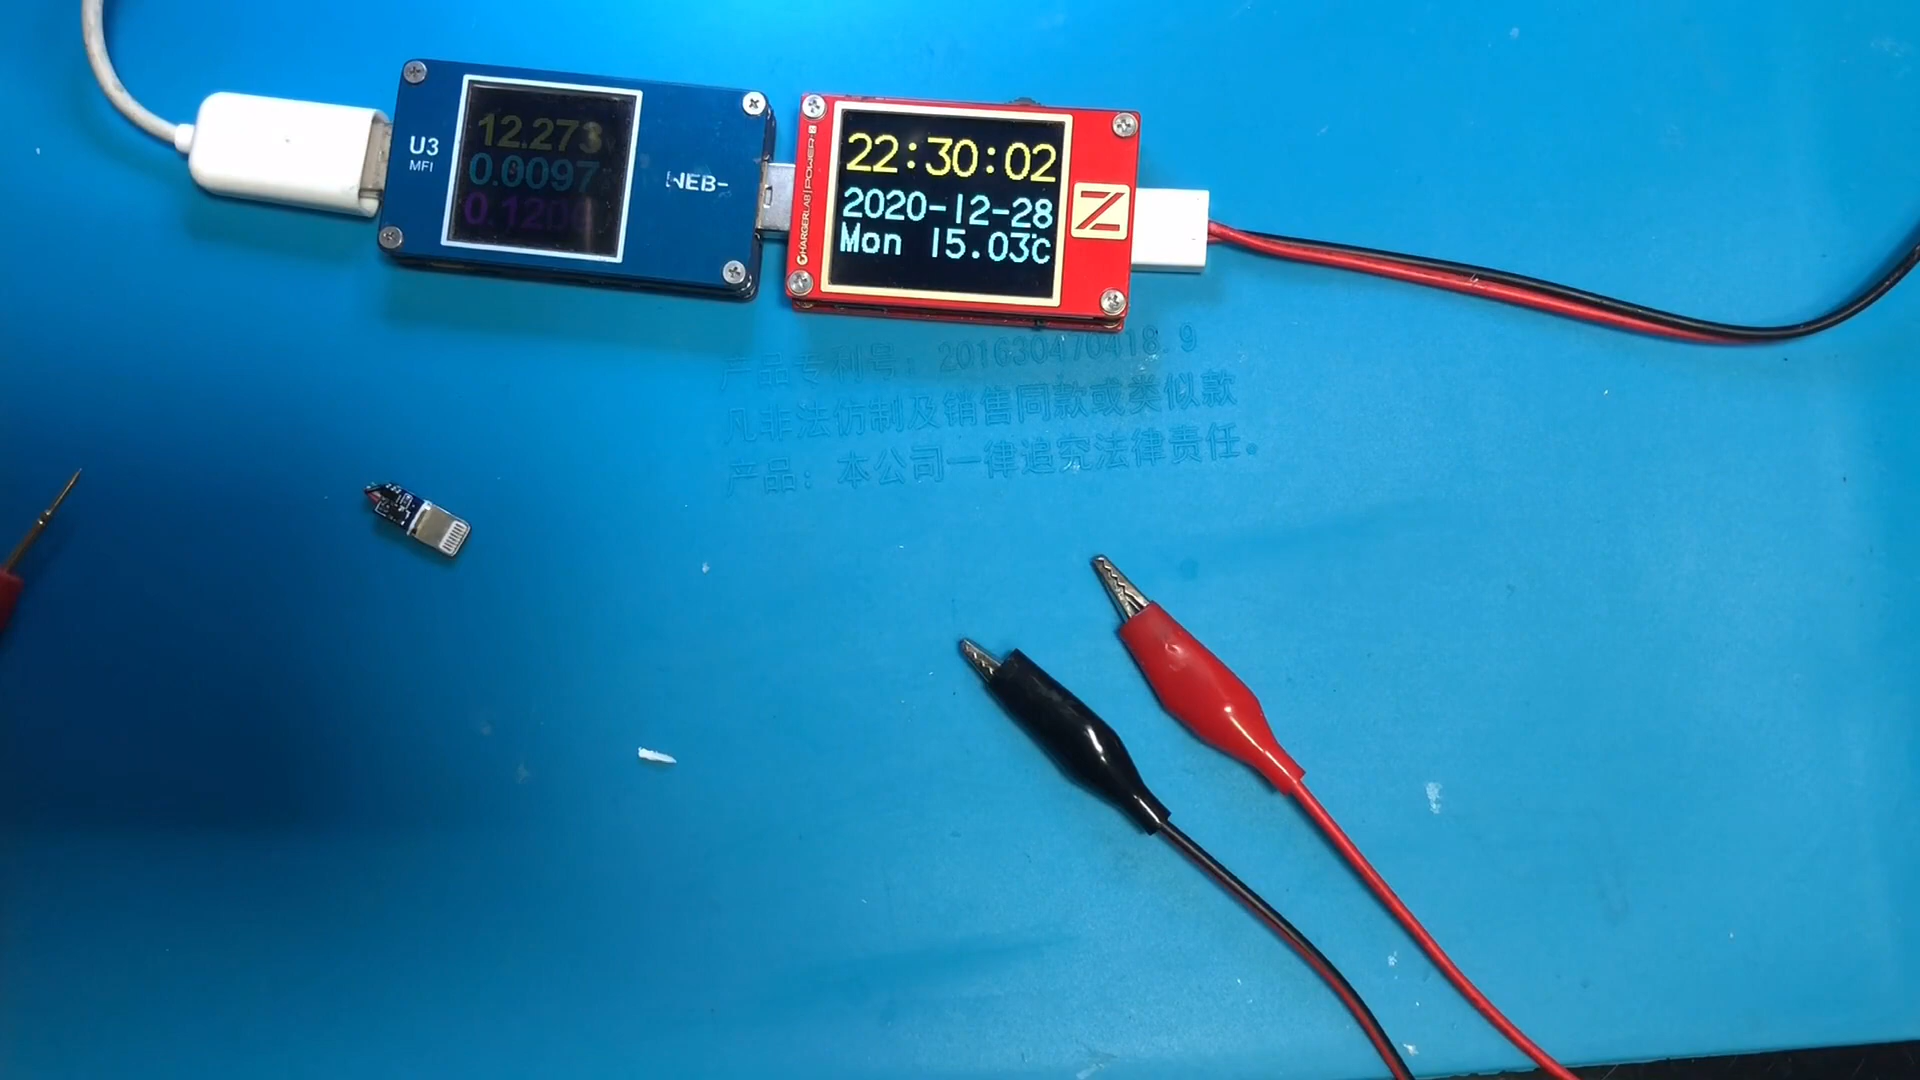 U3
MFI
12.273
0.0097
WEB-
CHARGERLAB | POWER-Z
22:30:02
2020-12-28
Mon 15.03℃
Z
产品专利号：201630470418.9
凡非法仿制及销售同款或类似款
产品：本公司一律追究法律责任。